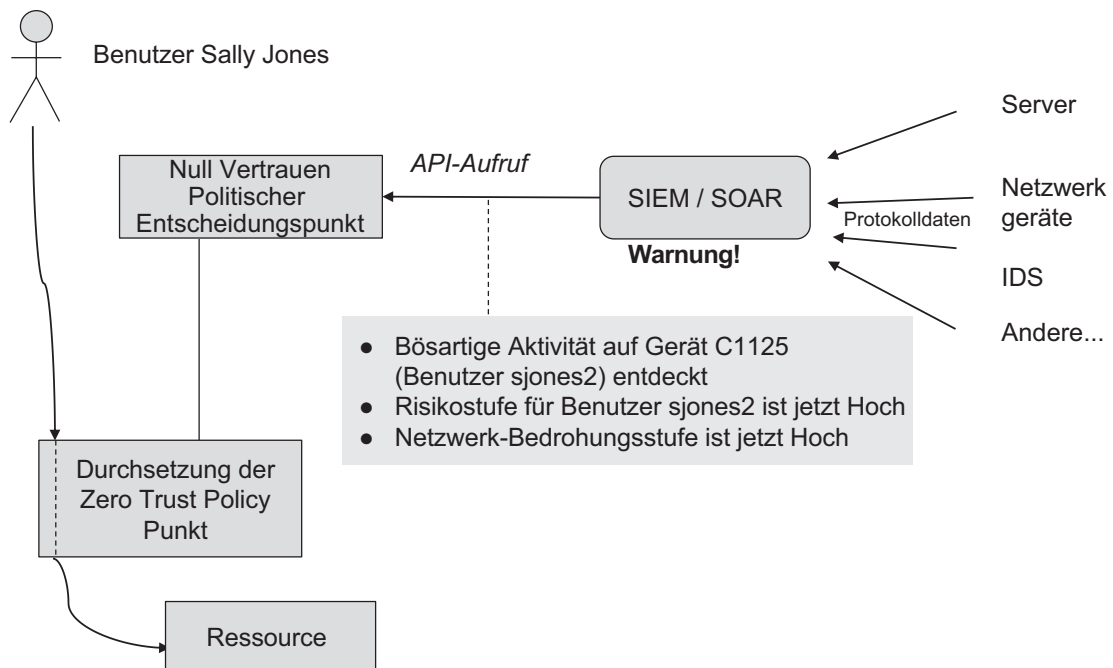 Benutzer Sally Jones
Null Vertrauen
Politischer
Entscheidungspunkt
API-Aufruf
SIEM / SOAR
Warnung!
Protokolldaten
Server
Netzwerk
geräte
IDS
Andere...
● Bösartige Aktivität auf Gerät C1125
(Benutzer sjones2) entdeckt
● Risikostufe für Benutzer sjones2 ist jetzt Hoch
● Netzwerk-Bedrohungsstufe ist jetzt Hoch
Durchsetzung der
Zero Trust Policy
Punkt
Ressource